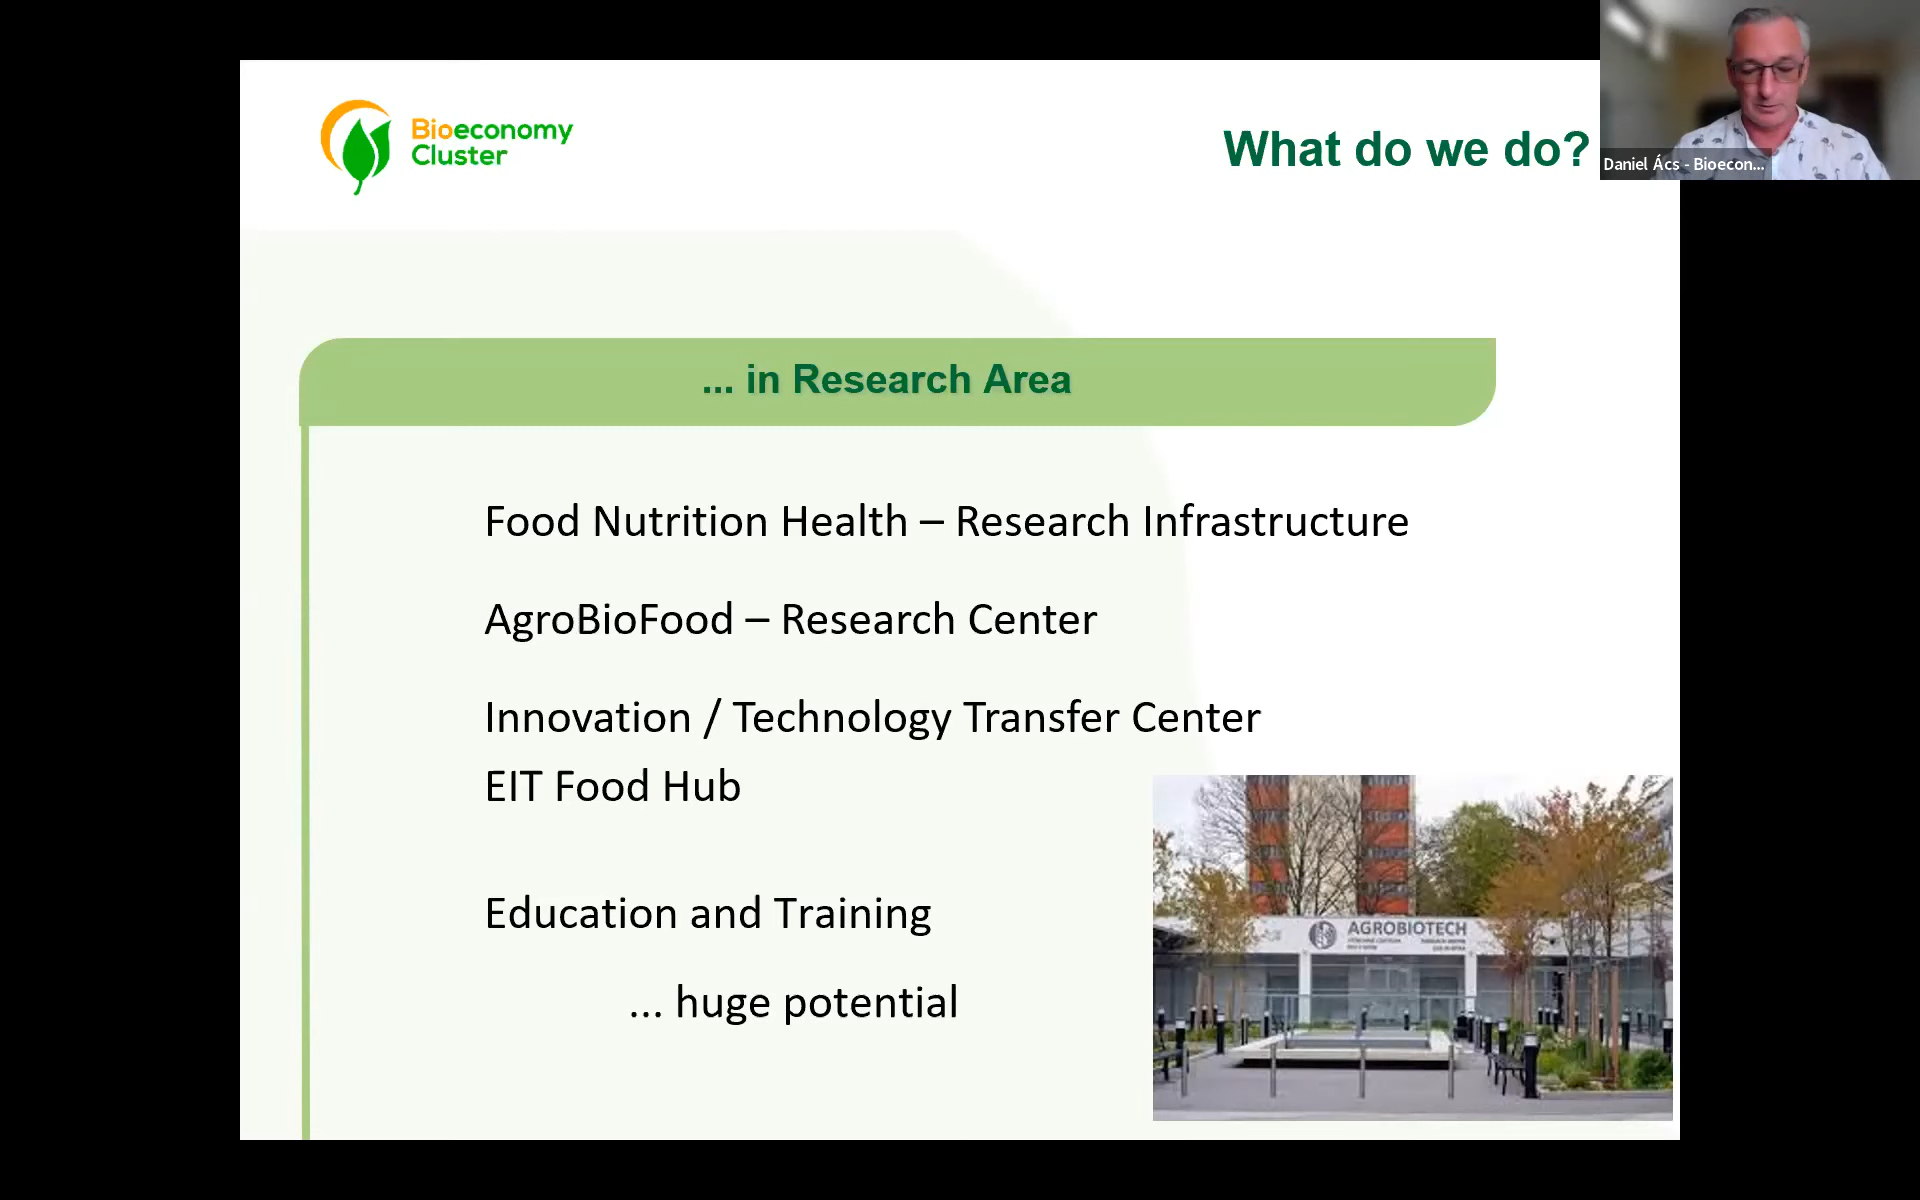 Bioeconomy
Cluster
What do we do?
Daniel Ács - Bioecon...
... in Research Area
Food Nutrition Health – Research Infrastructure
AgroBioFood – Research Center
Innovation / Technology Transfer Center
EIT Food Hub
Education and Training
... huge potential
AGROBIOTECH